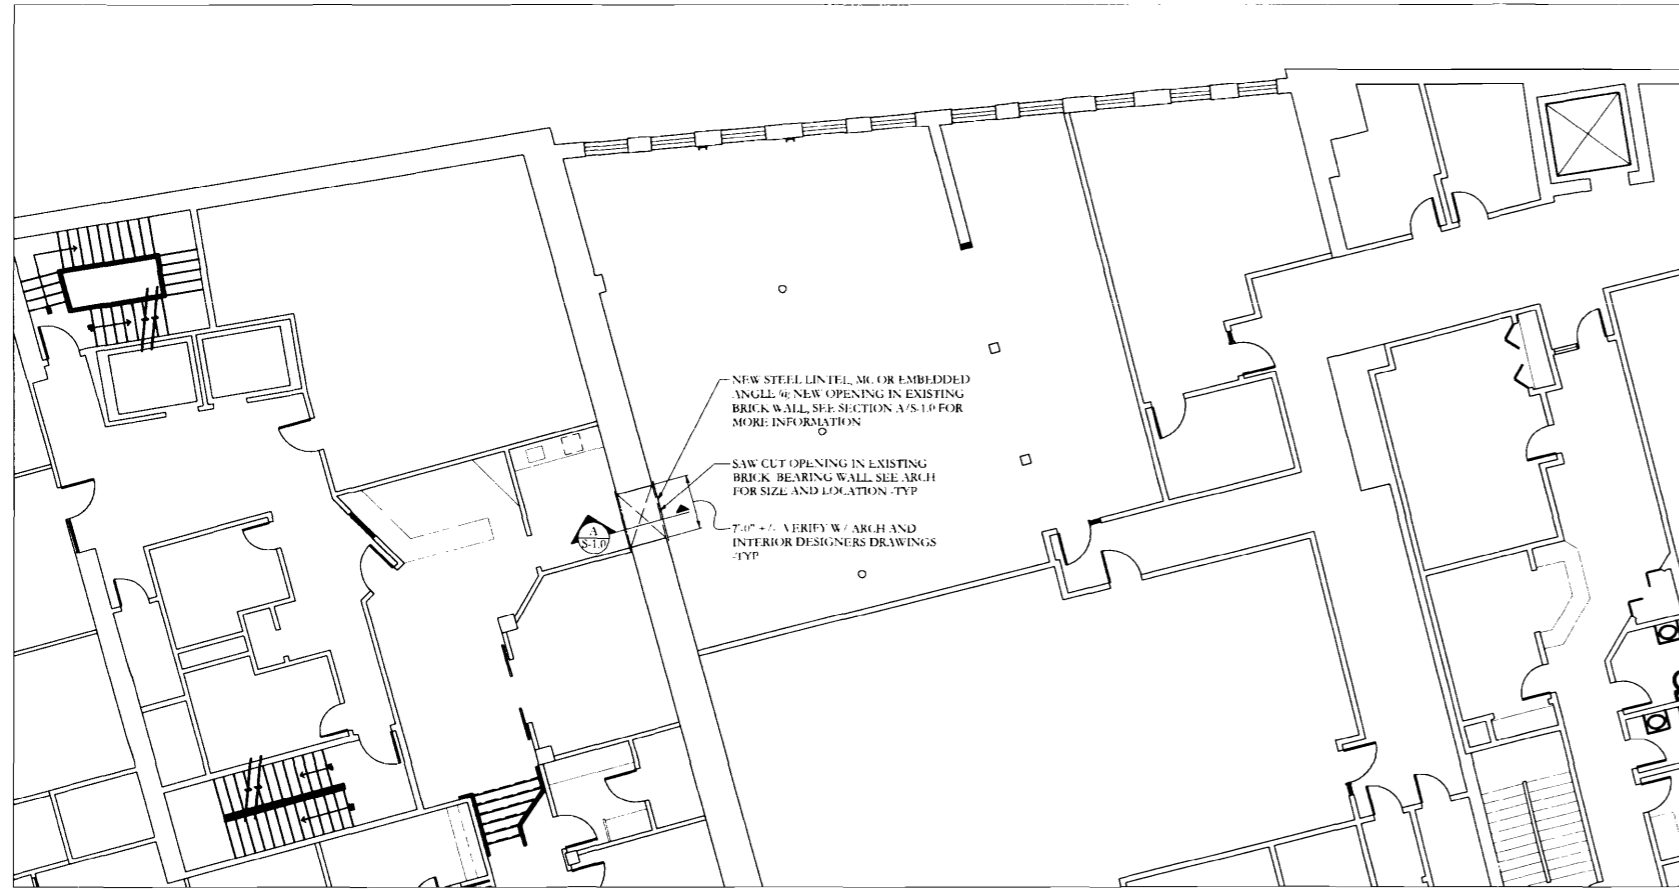 NEW STEEL LINTEL, MC OR EMBEDDED
ANGLE @ NEW OPENING IN EXISTING
BRICK WALL, SEE SECTION A/S-1.0 FOR
MORE INFORMATION
SAW CUT OPENING IN EXISTING
BRICK BEARING WALL SEE ARCH
FOR SIZE AND LOCATION -TYP
7'-0" +/- VERIFY W/ ARCH AND
INTERIOR DESIGNERS DRAWINGS
-TYP
A
S-1.0